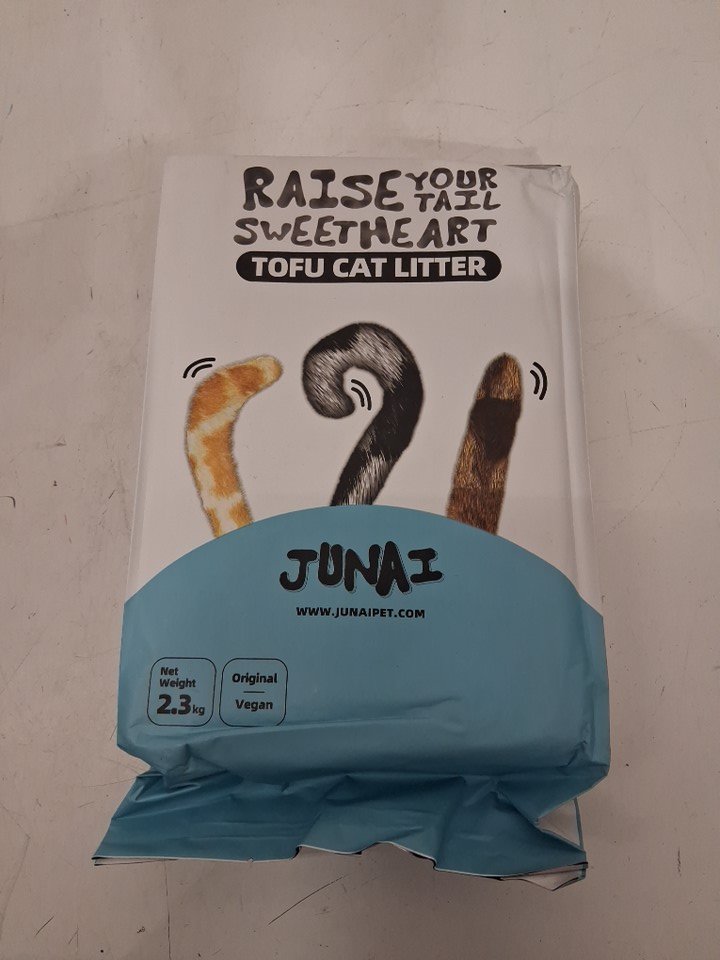 RAISE YOUR TAIL
SWEETHEART
TOFU CAT LITTER
JUNAI
WWW.JUNAIPET.COM
Net
Weight
2.3kg
Original
Vegan